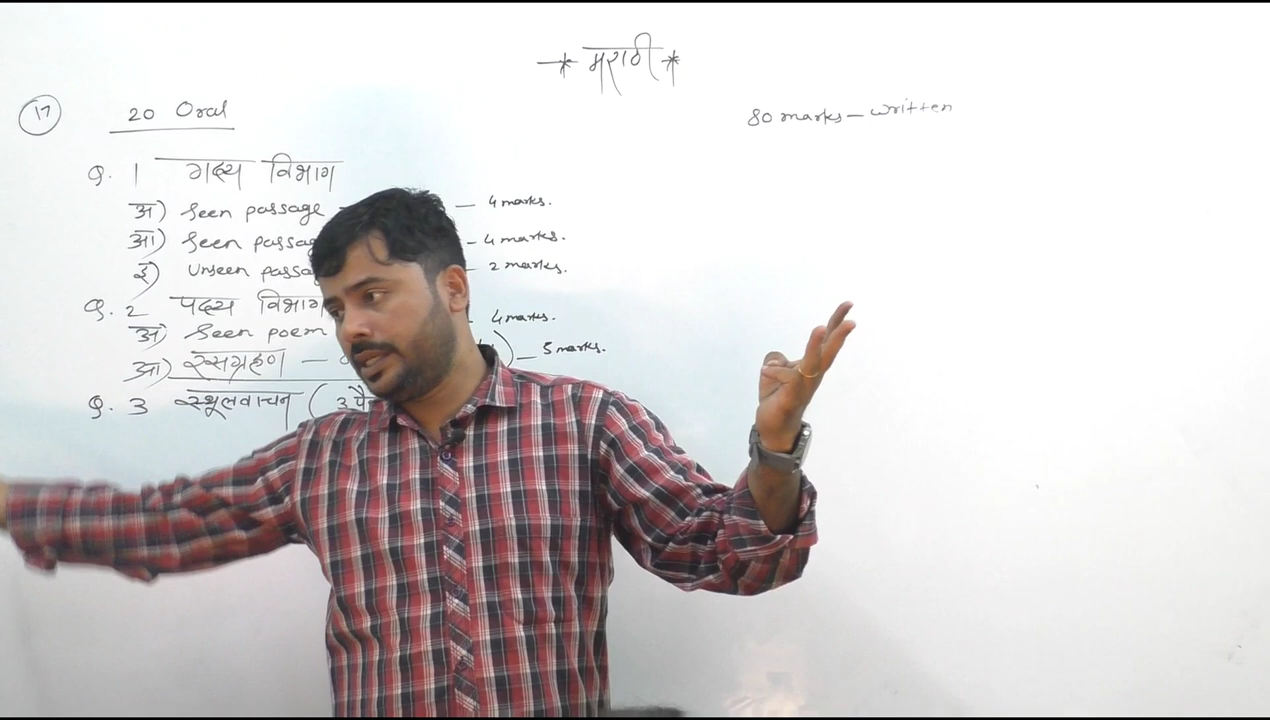 * मराठी *
17 20 Oral 80 marks – written
Q. 1 गद्य विभाग
अ) Seen passage – 4 marks.
आ) Seen passag – 4 marks.
इ) Unseen passa – 2 marks.
Q. 2 पद्य विभाग
अ) Seen poem – 4 marks.
आ) रसग्रहण – ) – 5 marks.
Q. 3 स्थूलवाचन (